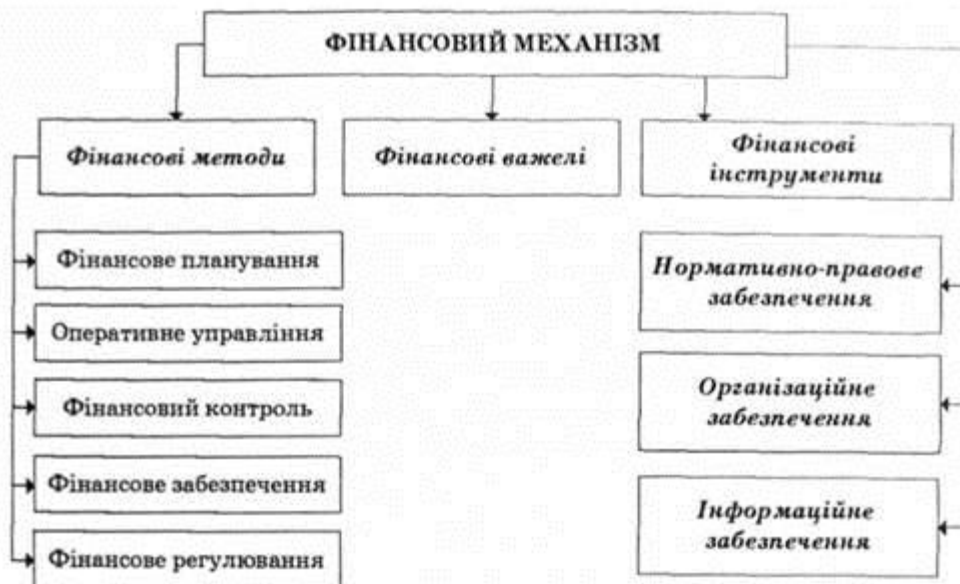 ФІНАНСОВИЙ МЕХАНІЗМ
Фінансові методи
Фінансові важелі
Фінансові
інструменти
Фінансове планування
Оперативне управління
Фінансовий контроль
Фінансове забезпечення
Фінансове регулювання
Нормативно-правове
забезпечення
Організаційне
забезпечення
Інформаційне
забезпечення